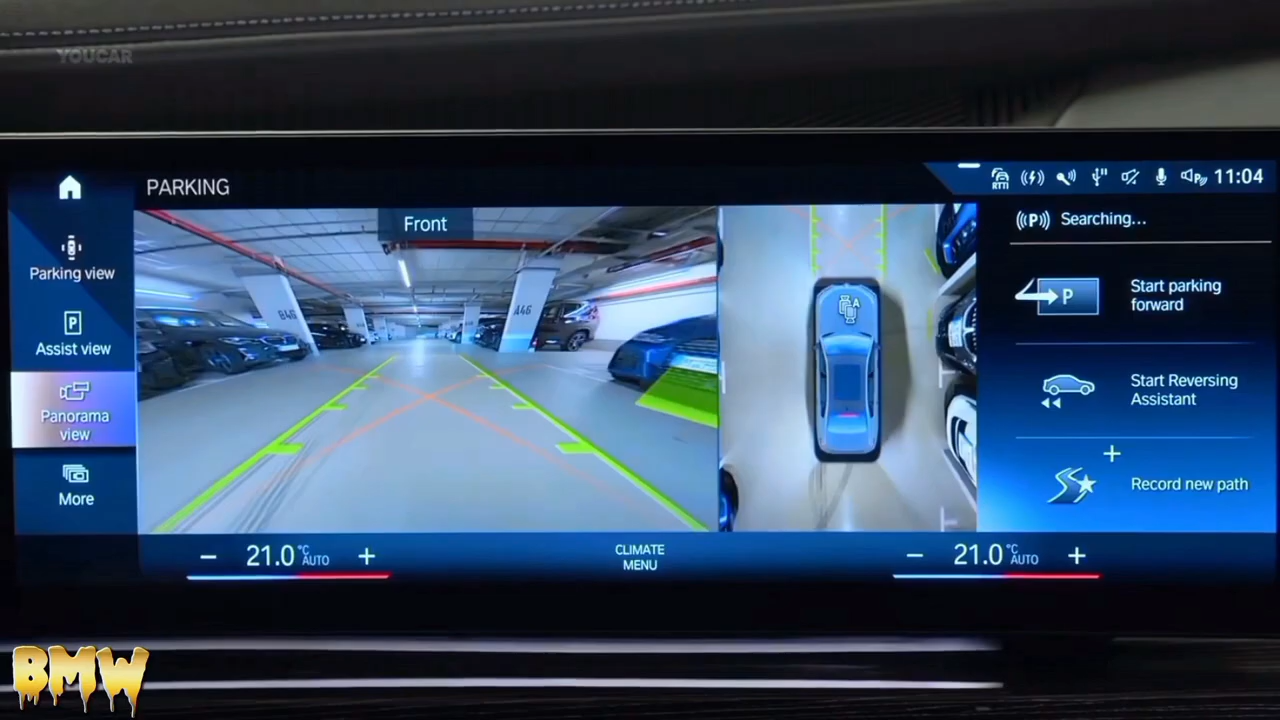 YOUCAR
PARKING
RTTI
11:04
Front
Parking view
Assist view
Panorama
view
More
B46
A46
A
((P)) Searching...
P
Start parking
forward
Start Reversing
Assistant
Record new path
− 21.0 °C AUTO +
CLIMATE
MENU
− 21.0 °C AUTO +
BMW